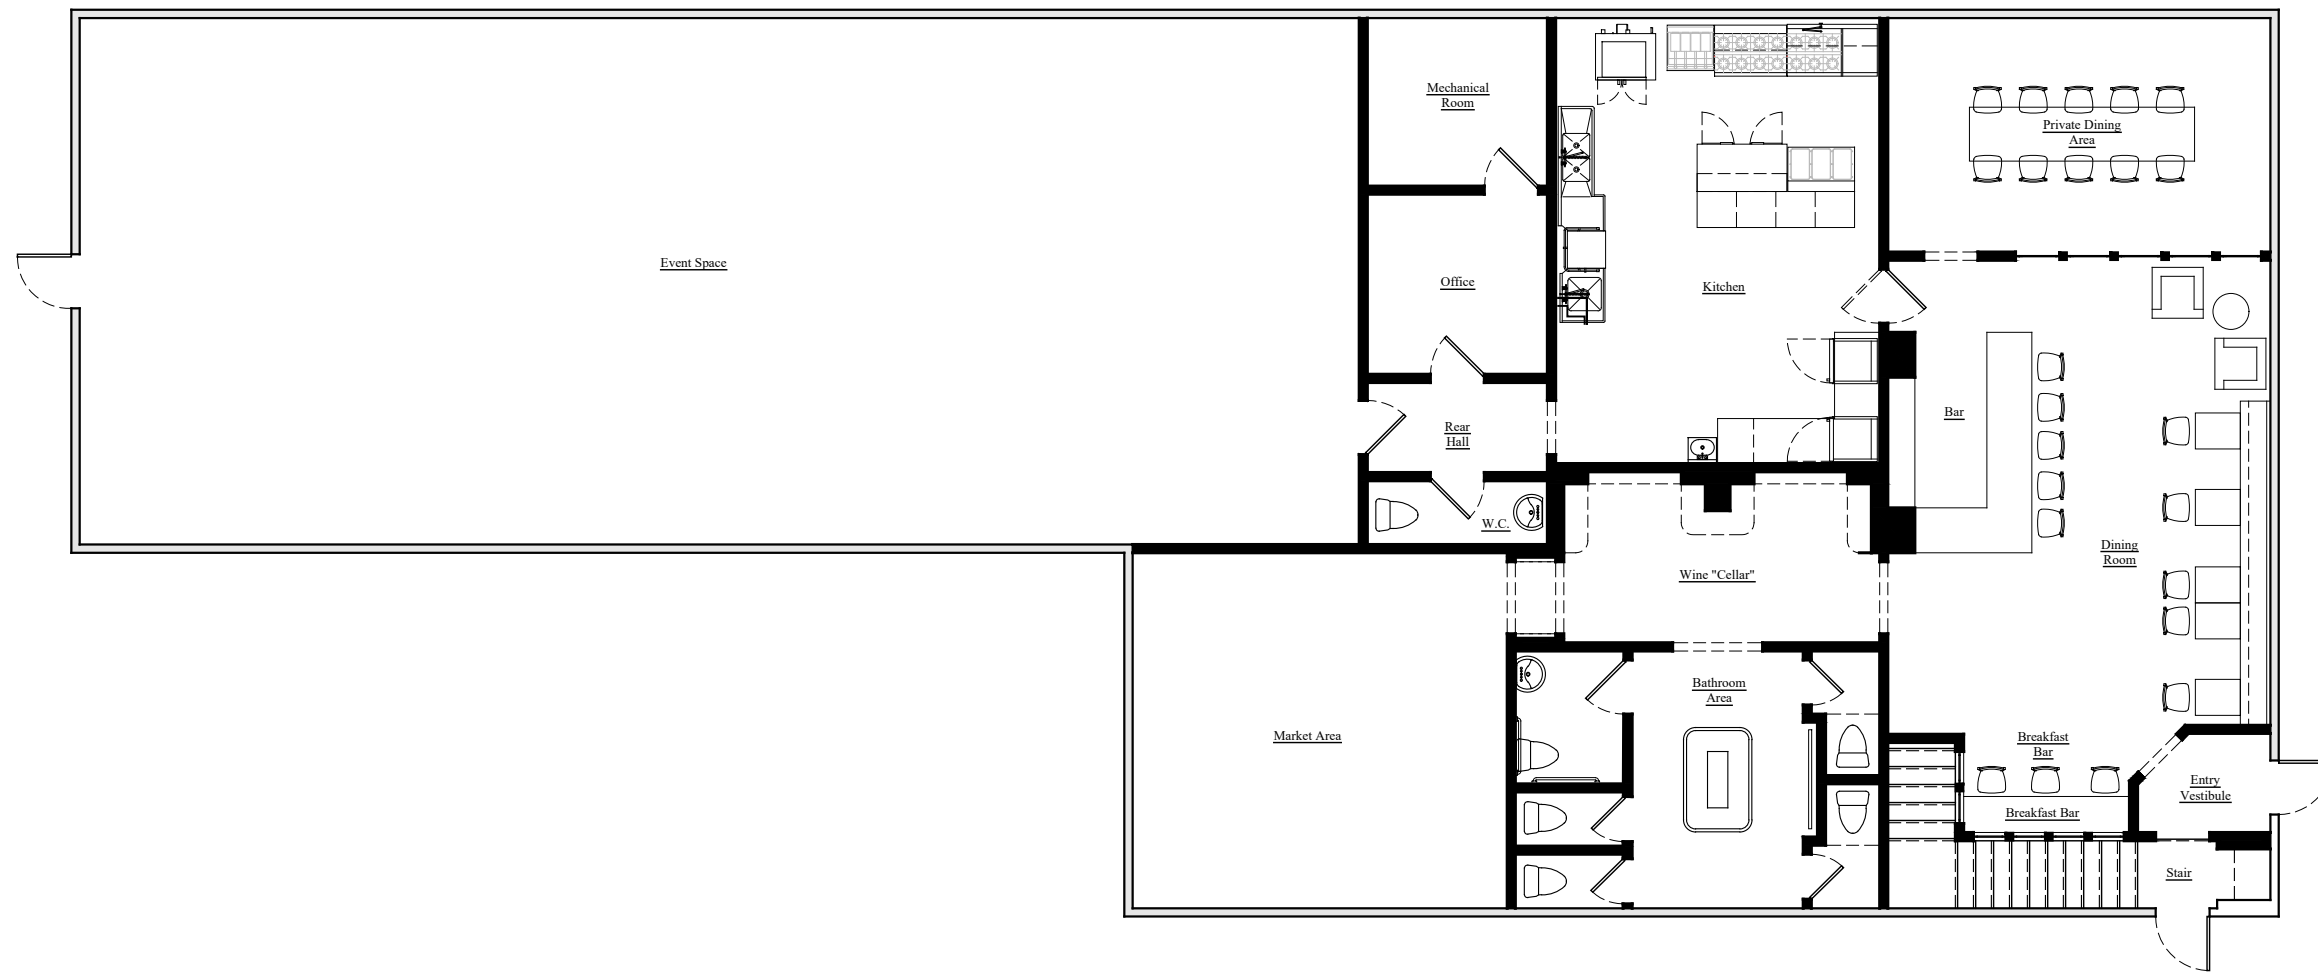 Mechanical
Room
Private Dining
Area
Event Space
Office
Kitchen
Bar
Rear
Hall
W.C.
Dining
Room
Wine "Cellar"
Bathroom
Area
Market Area
Breakfast
Bar
Entry
Vestibule
Breakfast Bar
Stair